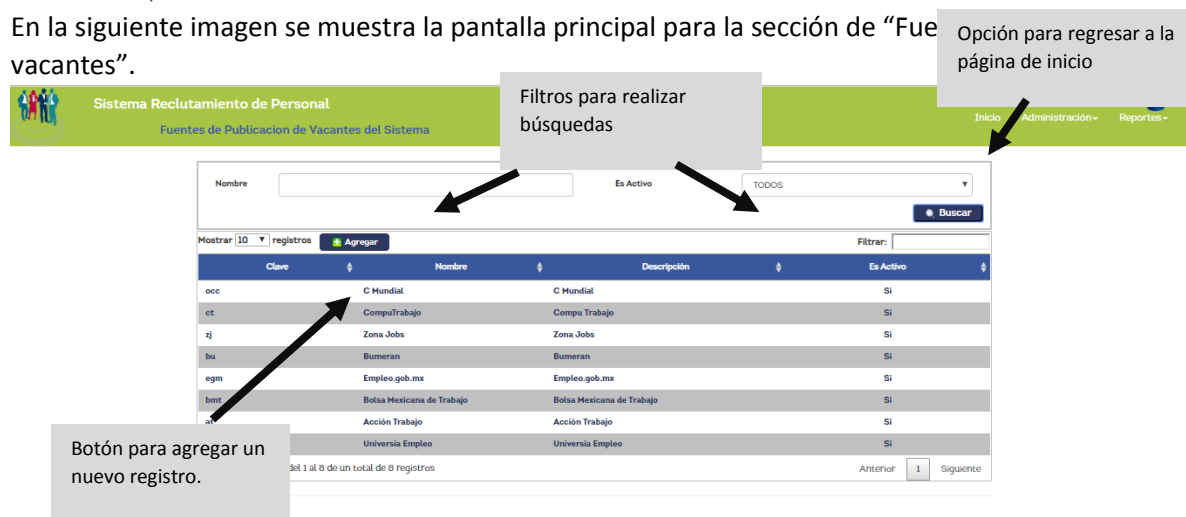 En la siguiente imagen se muestra la pantalla principal para la sección de “Fue
vacantes”.
Opción para regresar a la
página de inicio
Filtros para realizar
búsquedas
Sistema Reclutamiento de Personal
Fuentes de Publicacion de Vacantes del Sistema
Inicio Administración Reportes
Nombre Es Activo TODOS
Buscar
Mostrar 10 registros Agregar Filtrar:
Clave Nombre Descripción Es Activo
occ C Mundial C Mundial Si
ct CompuTrabajo Compu Trabajo Si
zj Zona Jobs Zona Jobs Si
bu Bumeran Bumeran Si
egm Empleo.gob.mx Empleo.gob.mx Si
bmt Bolsa Mexicana de Trabajo Bolsa Mexicana de Trabajo Si
Acción Trabajo Acción Trabajo Si
Universia Empleo Universia Empleo Si
Botón para agregar un
nuevo registro.
del 1 al 8 de un total de 8 registros Anterior 1 Siguiente